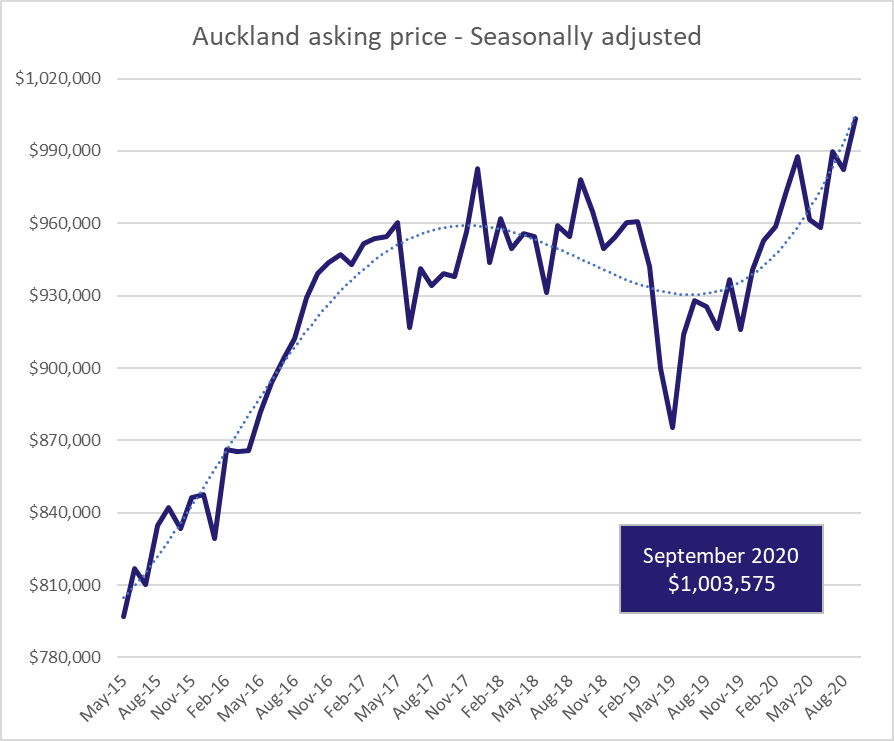 Auckland asking price - Seasonally adjusted
$1,020,000
$990,000
$960,000
$930,000
$900,000
$870,000
$840,000
$810,000
$780,000
September 2020
$1,003,575
May-15
Aug-15
Nov-15
Feb-16
May-16
Aug-16
Nov-16
Feb-17
May-17
Aug-17
Nov-17
Feb-18
May-18
Aug-18
Nov-18
Feb-19
May-19
Aug-19
Nov-19
Feb-20
May-20
Aug-20